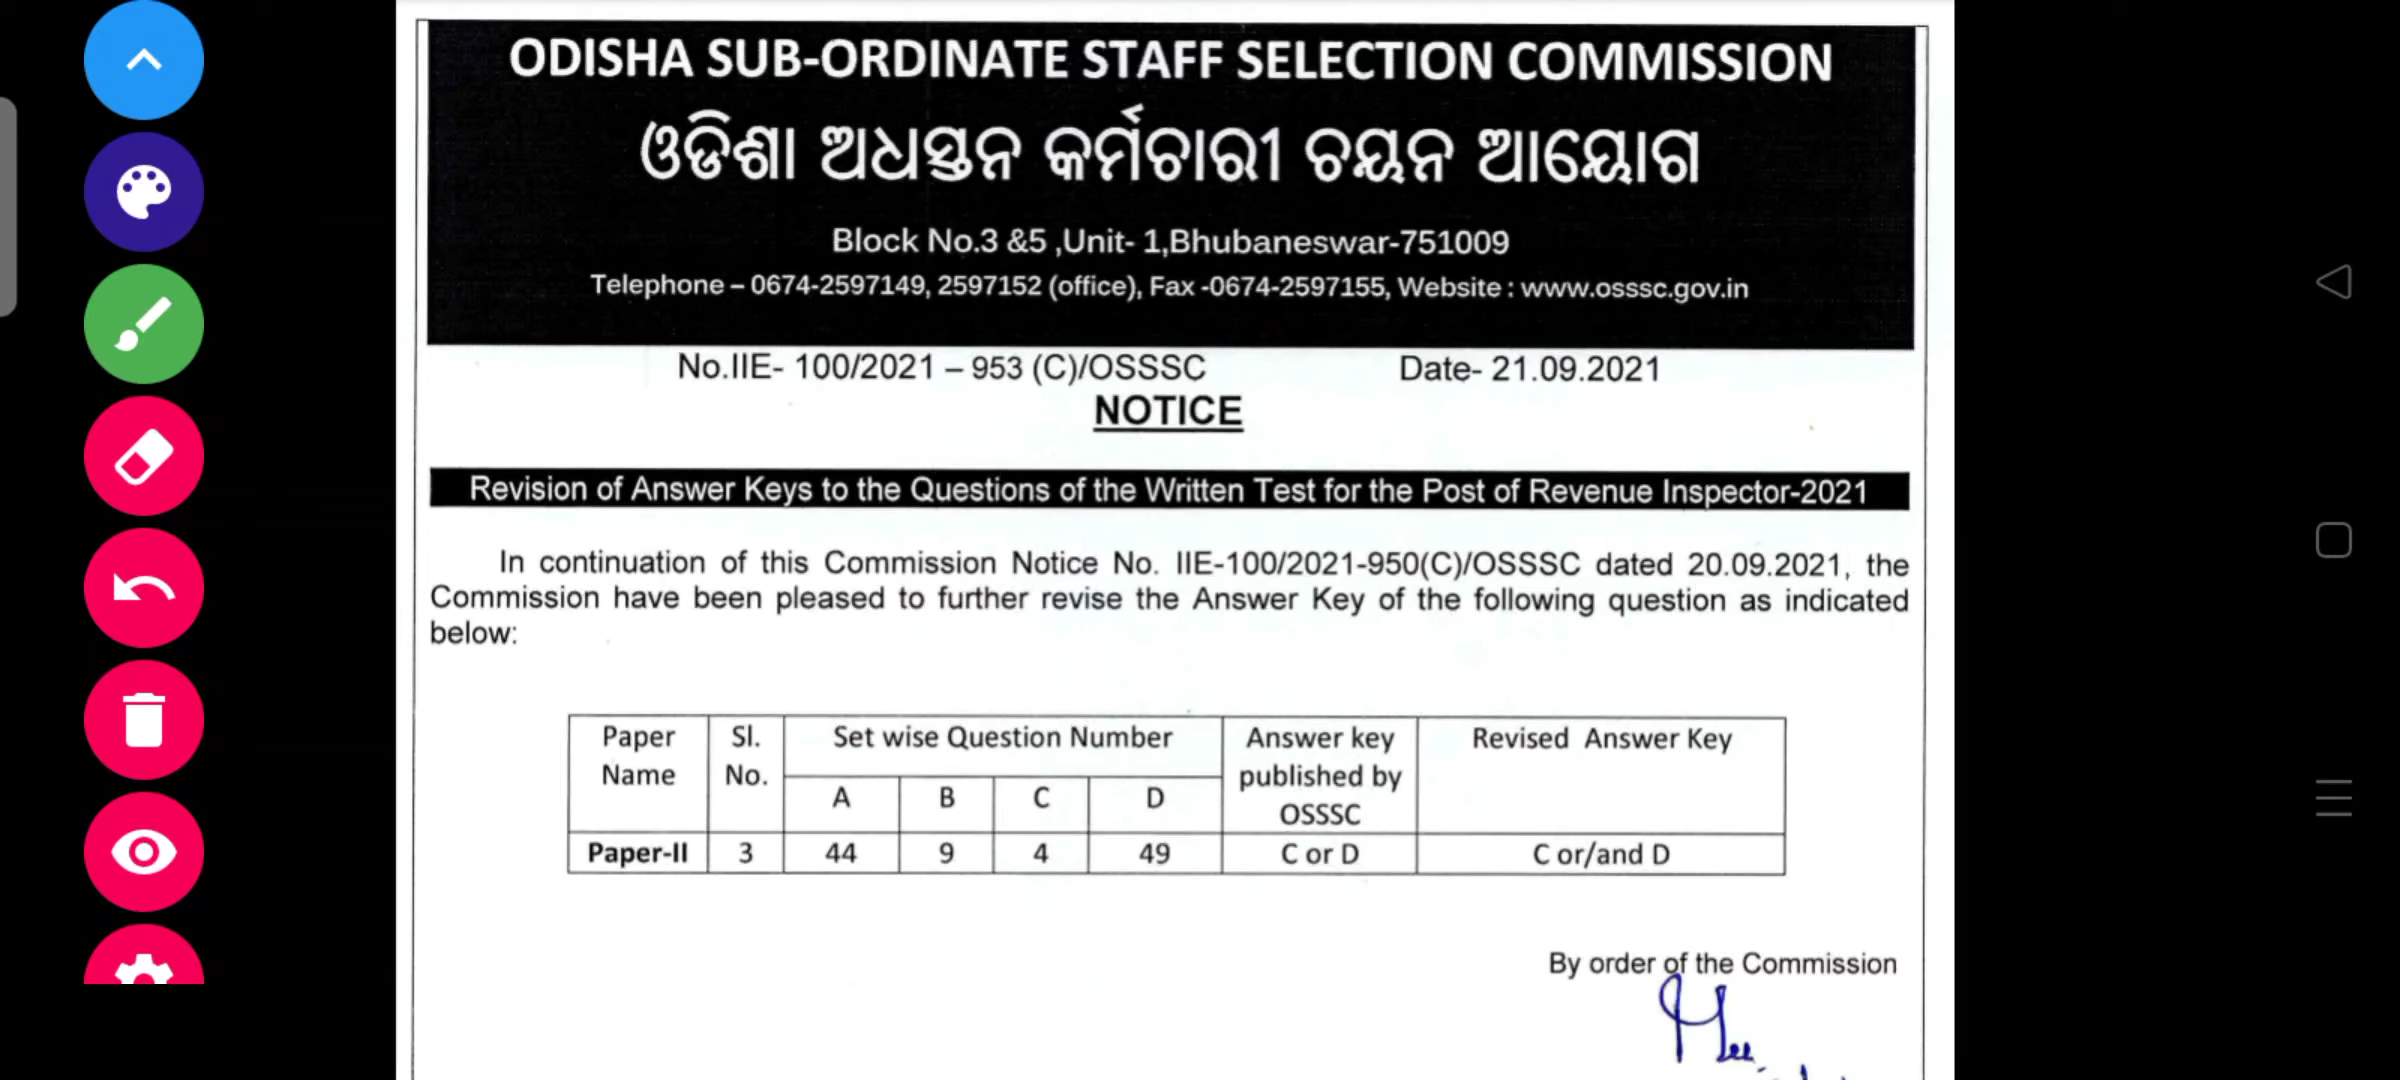 ODISHA SUB-ORDINATE STAFF SELECTION COMMISSION
ଓଡିଶା ଅଧସ୍ତନ କର୍ମଚାରୀ ଚୟନ ଆୟୋଗ
Block No.3 &5 ,Unit- 1,Bhubaneswar-751009
Telephone – 0674-2597149, 2597152 (office), Fax -0674-2597155, Website : www.osssc.gov.in
No.IIE- 100/2021 – 953 (C)/OSSSC Date- 21.09.2021
NOTICE
Revision of Answer Keys to the Questions of the Written Test for the Post of Revenue Inspector-2021
In continuation of this Commission Notice No. IIE-100/2021-950(C)/OSSSC dated 20.09.2021, the
Commission have been pleased to further revise the Answer Key of the following question as indicated
below:
Paper Sl. Set wise Question Number Answer key Revised Answer Key
Name No. published by
A B C D OSSSC
Paper-II 3 44 9 4 49 C or D C or/and D
By order of the Commission